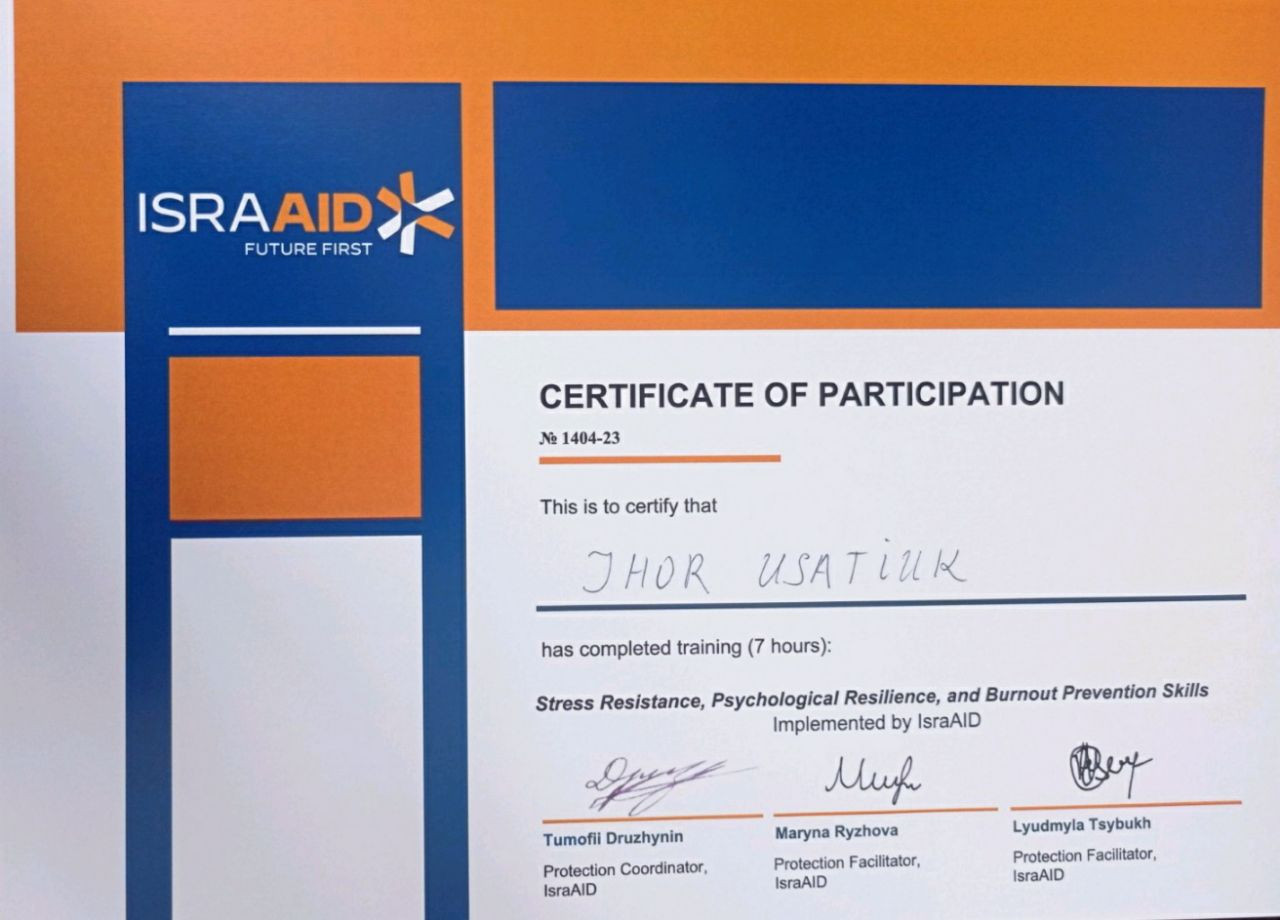 ISRAAID
FUTURE FIRST
CERTIFICATE OF PARTICIPATION
№ 1404-23
This is to certify that
IHOR USATIUK
has completed training (7 hours):
Stress Resistance, Psychological Resilience, and Burnout Prevention Skills
Implemented by IsraAID
Tumofii Druzhynin
Protection Coordinator,
IsraAID
Maryna Ryzhova
Protection Facilitator,
IsraAID
Lyudmyla Tsybukh
Protection Facilitator,
IsraAID